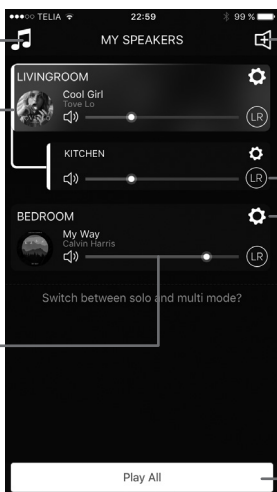 TELIA 22:59 99 %
MY SPEAKERS
LIVINGROOM
Cool Girl
Tove Lo
LR
KITCHEN
LR
BEDROOM
My Way
Calvin Harris
LR
Switch between solo and multi mode?
Play All